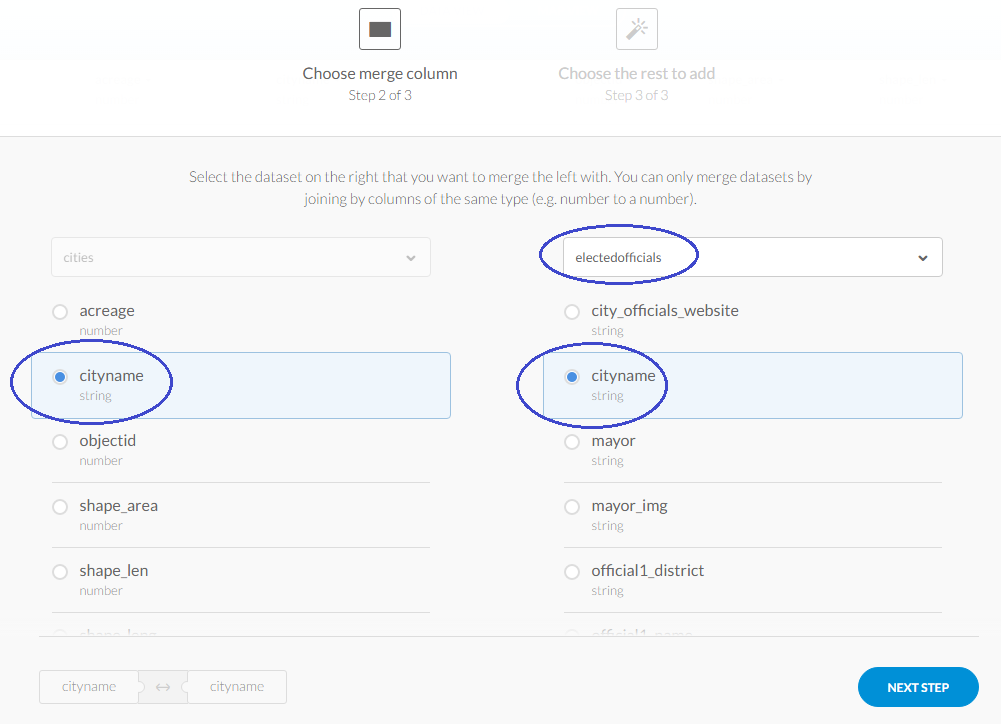 Choose merge column
Step 2 of 3
Choose the rest to add
Step 3 of 3
Select the dataset on the right that you want to merge the left with. You can only merge datasets by
joining by columns of the same type (e.g. number to a number).
cities
acreage
number
cityname
string
objectid
number
shape_area
number
shape_len
number
electedofficials
city_officials_website
string
cityname
string
mayor
string
mayor_img
string
official1_district
string
cityname
cityname
NEXT STEP